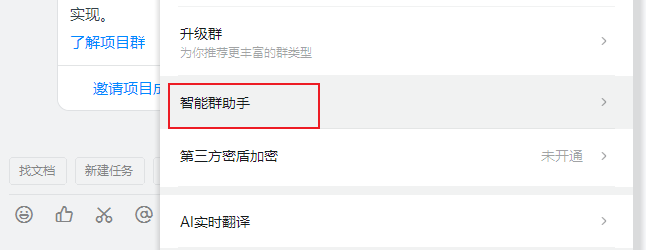 实现。
了解项目群
邀请项目成
找文档
新建任务
升级群
为你推荐更丰富的群类型
智能群助手
第三方密盾加密
未开通
AI实时翻译